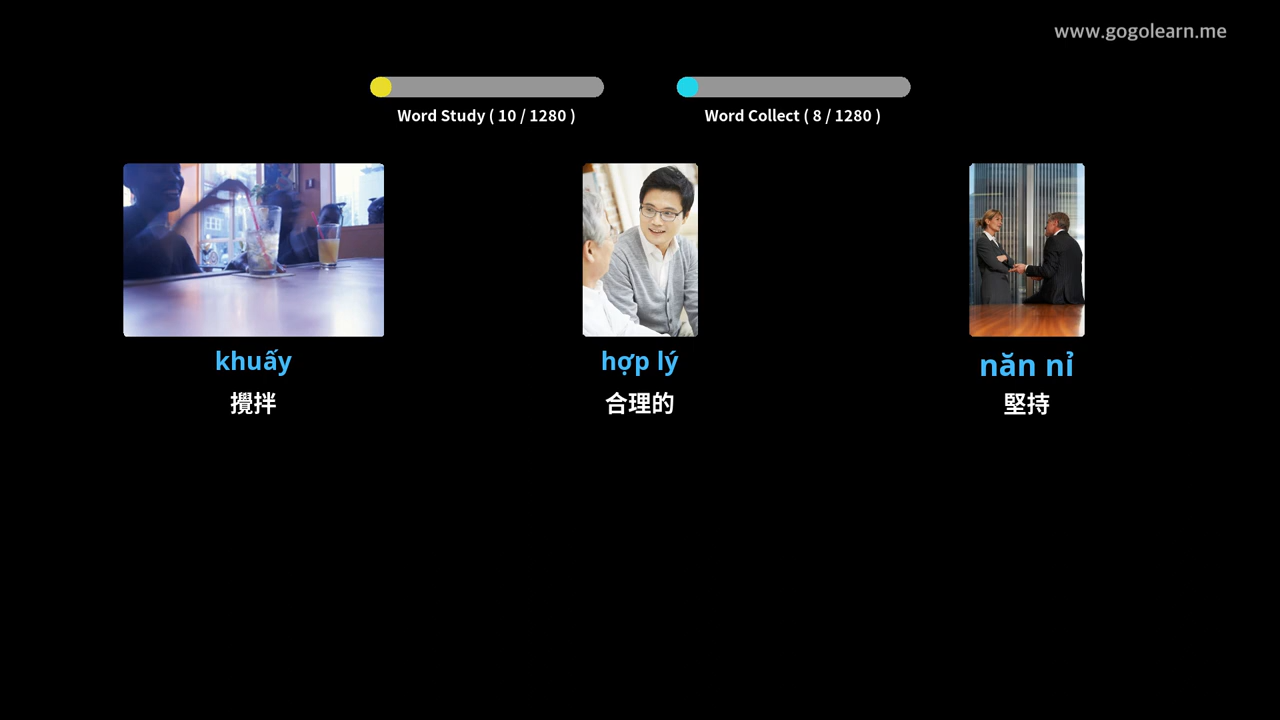 www.gogolearn.me
Word Study ( 10 / 1280 )
Word Collect ( 8 / 1280 )
khuấy
hợp lý
năn nỉ
攪拌
合理的
堅持